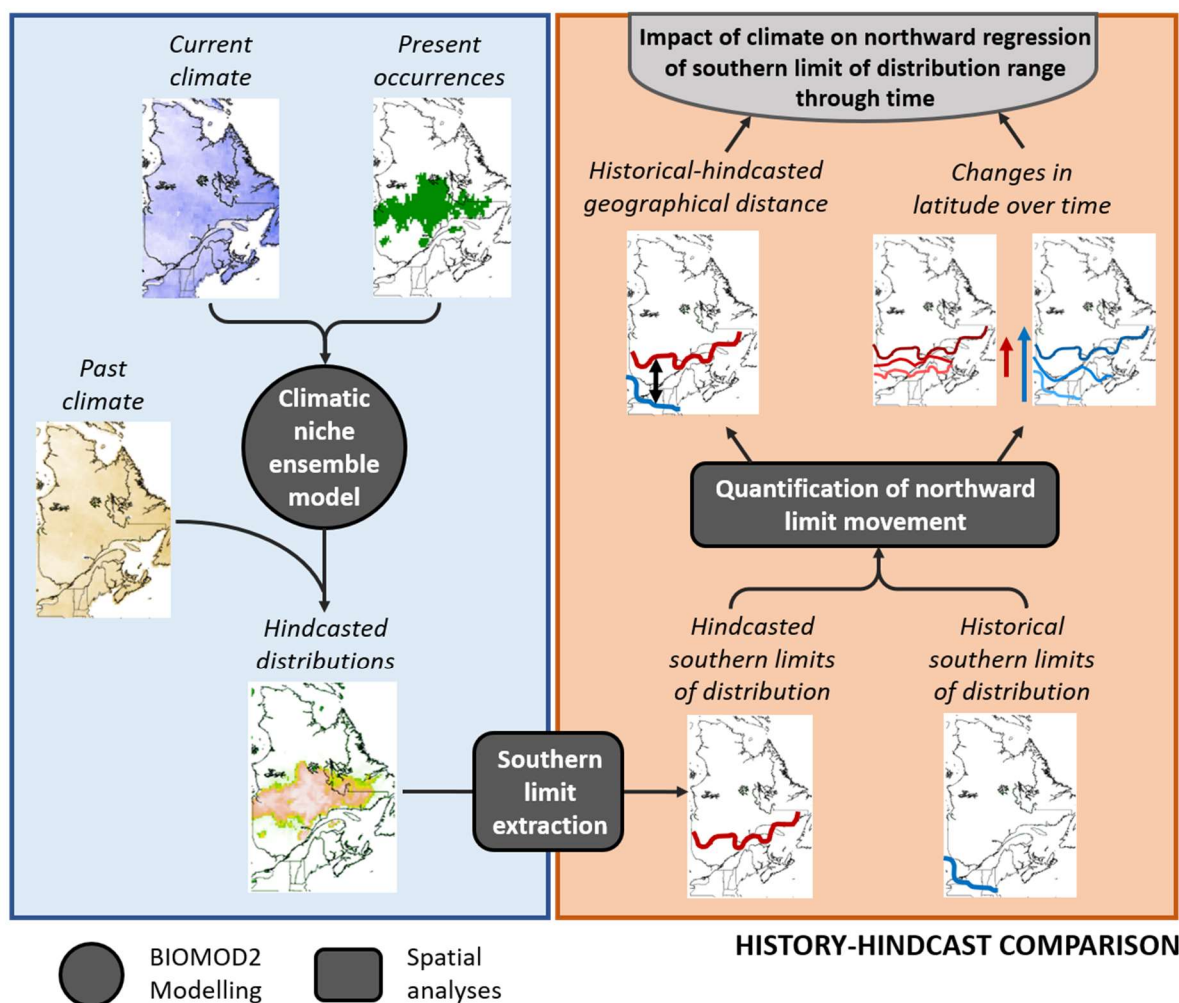 Current
climate
Present
occurrences
Past
climate
Climatic
niche
ensemble
model
Hindcasted
distributions
Southern
limit
extraction
Impact of climate on northward regression
of southern limit of distribution range
through time
Historical-hindcasted
geographical distance
Changes in
latitude over time
Quantification of northward
limit movement
Hindcasted
southern limits
of distribution
Historical
southern limits
of distribution
BIOMOD2
Modelling
Spatial
analyses
HISTORY-HINDCAST COMPARISON